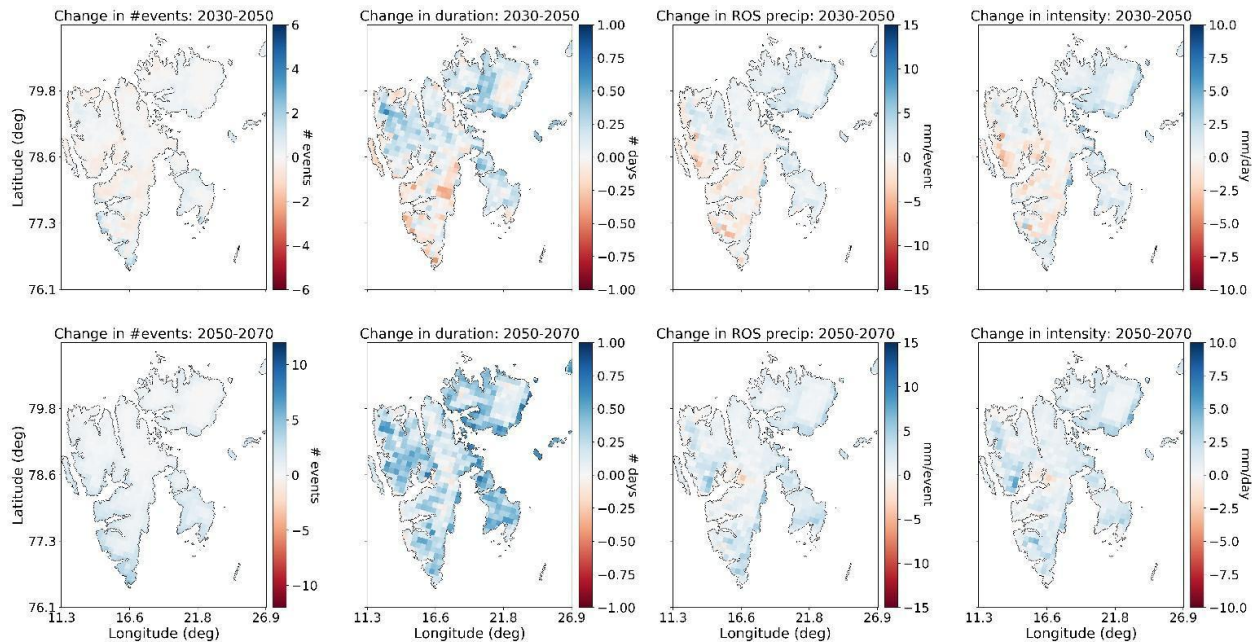 Change in #events: 2030-2050
Change in duration: 2030-2050
Change in ROS precip: 2030-2050
Change in intensity: 2030-2050
Latitude (deg)
79.8
78.6
77.3
76.1
6
4
2
0
−2
−4
−6
# events
1.00
0.75
0.50
0.25
0.00
−0.25
−0.50
−0.75
−1.00
# days
15
10
5
0
−5
−10
−15
mm/event
10.0
7.5
5.0
2.5
0.0
−2.5
−5.0
−7.5
−10.0
mm/day
Change in #events: 2050-2070
Change in duration: 2050-2070
Change in ROS precip: 2050-2070
Change in intensity: 2050-2070
Latitude (deg)
79.8
78.6
77.3
76.1
10
5
0
−5
−10
# events
1.00
0.75
0.50
0.25
0.00
−0.25
−0.50
−0.75
−1.00
# days
15
10
5
0
−5
−10
−15
mm/event
10.0
7.5
5.0
2.5
0.0
−2.5
−5.0
−7.5
−10.0
mm/day
11.3 16.6 21.8 26.9
Longitude (deg)
11.3 16.6 21.8 26.9
Longitude (deg)
11.3 16.6 21.8 26.9
Longitude (deg)
11.3 16.6 21.8 26.9
Longitude (deg)